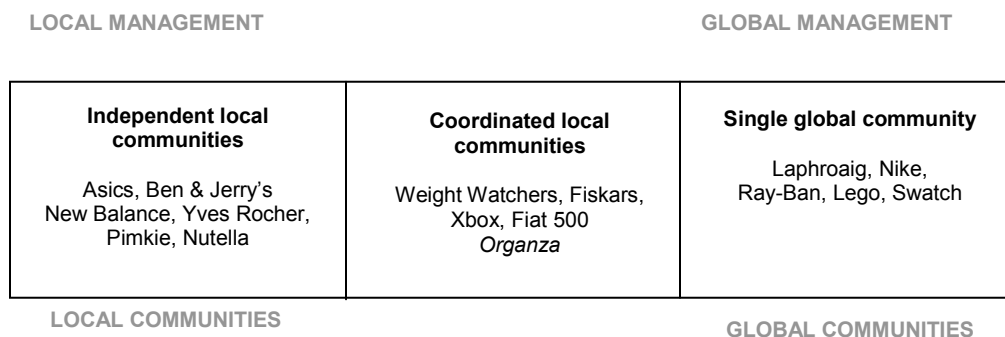 LOCAL MANAGEMENT
GLOBAL MANAGEMENT
Independent local
communities
Asics, Ben & Jerry's
New Balance, Yves Rocher,
Pimkie, Nutella
Coordinated local
communities
Weight Watchers, Fiskars,
Xbox, Fiat 500
Organza
Single global community
Laphroaig, Nike,
Ray-Ban, Lego, Swatch
LOCAL COMMUNITIES
GLOBAL COMMUNITIES